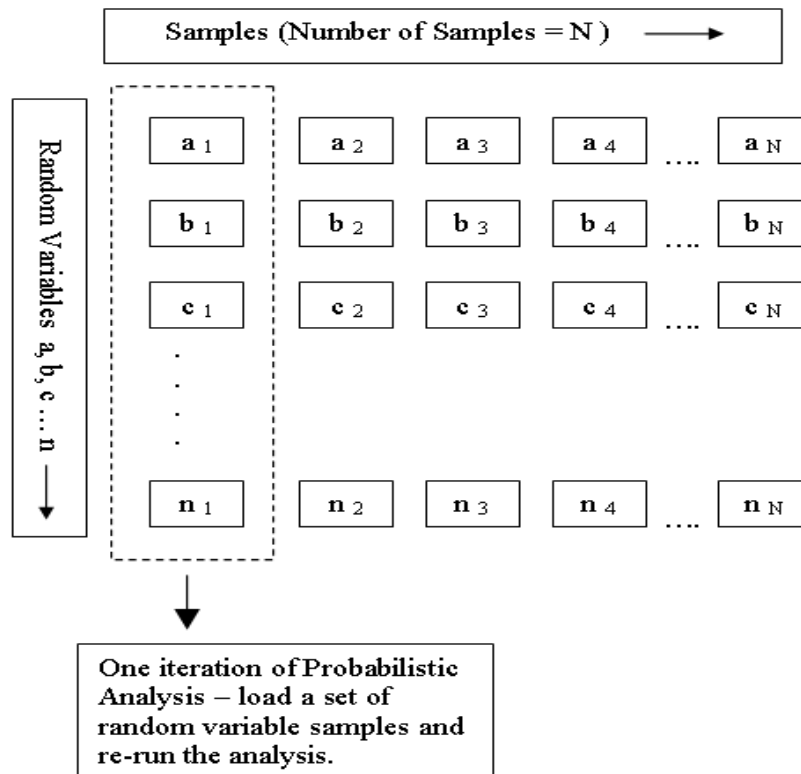 Samples (Number of Samples = N )
Random Variables a, b, c ... n
a 1 a 2 a 3 a 4 .... a N
b 1 b 2 b 3 b 4 .... b N
c 1 c 2 c 3 c 4 .... c N
n 1 n 2 n 3 n 4 .... n N
One iteration of Probabilistic
Analysis – load a set of
random variable samples and
re-run the analysis.